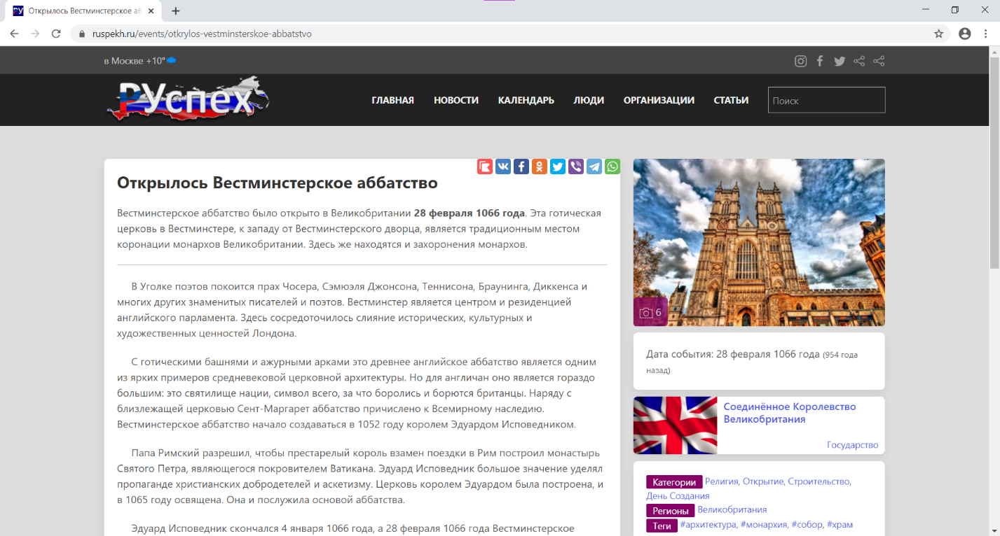 Открылось Вестминстерское аб
ruspekh.ru/events/otkrylos-vestminsterskoe-abbatstvo
в Москве +10°
РУспех
ГЛАВНАЯ НОВОСТИ КАЛЕНДАРЬ ЛЮДИ ОРГАНИЗАЦИИ СТАТЬИ Поиск
Открылось Вестминстерское аббатство
Вестминстерское аббатство было открыто в Великобритании 28 февраля 1066 года. Эта готическая
церковь в Вестминстере, к западу от Вестминстерского дворца, является традиционным местом
коронации монархов Великобритании. Здесь же находятся и захоронения монархов.
В Уголке поэтов покоится прах Чосера, Сэмюэля Джонсона, Теннисона, Браунинга, Диккенса и
многих других знаменитых писателей и поэтов. Вестминстер является центром и резиденцией
английского парламента. Здесь сосредоточилось слияние исторических, культурных и
художественных ценностей Лондона.
С готическими башнями и ажурными арками это древнее английское аббатство является одним
из ярких примеров средневековой церковной архитектуры. Но для англичан оно является гораздо
большим: это святилище нации, символ всего, за что боролись и борются британцы. Наряду с
близлежащей церковью Сент-Маргарет аббатство причислено к Всемирному наследию.
Вестминстерское аббатство начало создаваться в 1052 году королем Эдуардом Исповедником.
Папа Римский разрешил, чтобы престарелый король взамен поездки в Рим построил монастырь
Святого Петра, являющегося покровителем Ватикана. Эдуард Исповедник большое значение уделял
пропаганде христианских добродетелей и аскетизму. Церковь королем Эдуардом была построена, и
в 1065 году освящена. Она и послужила основой аббатства.
Эдуард Исповедник скончался 4 января 1066 года, а 28 февраля 1066 года Вестминстерское
6
Дата события: 28 февраля 1066 года (954 года
назад)
Соединённое Королевство
Великобритания
Государство
Категории Религия, Открытие, Строительство,
День Создания
Регионы Великобритания
Теги #архитектура, #монархия, #собор, #храм